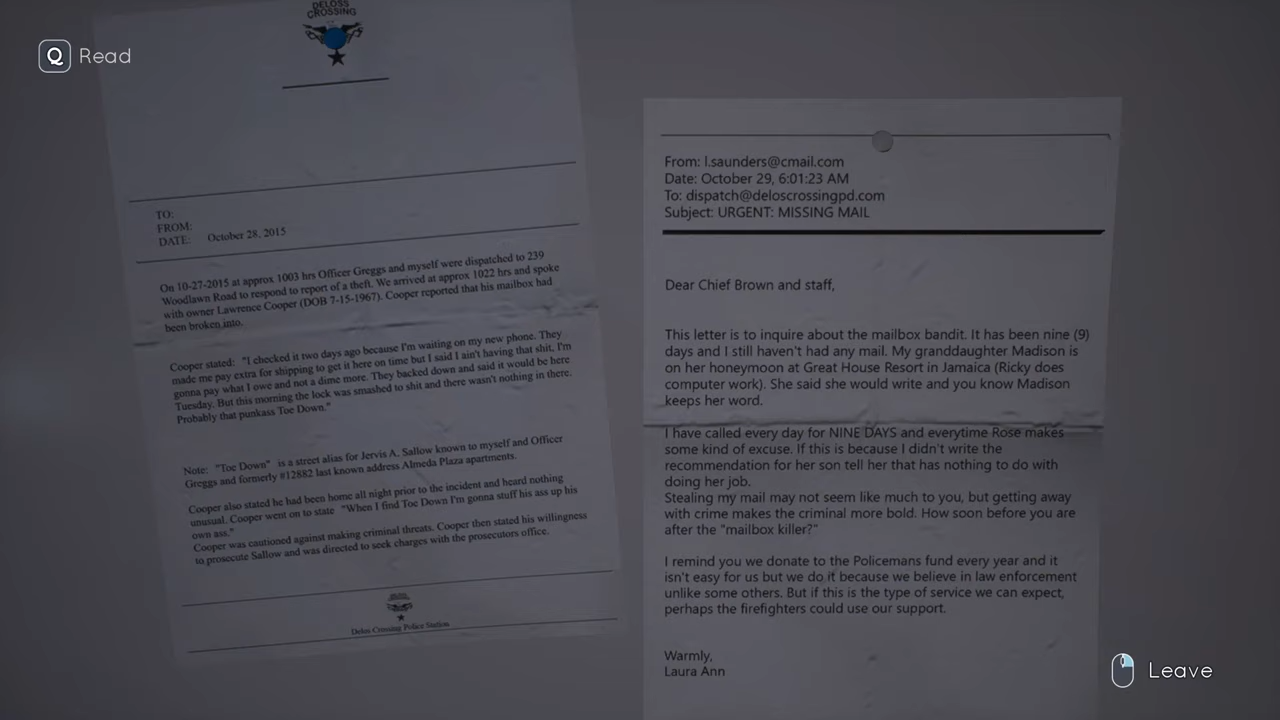 Q Read
DELOSS
CROSSING
TO:
FROM:
DATE: October 28, 2015
On 10-27-2015 at approx 1003 hrs Officer Greggs and myself were dispatched to 239
Woodlawn Road to respond to report of a theft. We arrived at approx 1022 hrs and spoke
with owner Lawrence Cooper (DOB 7-15-1967). Cooper reported that his mailbox had
been broken into.
Cooper stated: "I checked it two days ago because I'm waiting on my new phone. They
made me pay extra for shipping to get it here on time but I said I ain't having that shit, I'm
gonna pay what I owe and not a dime more. They backed down and said it would be here
Tuesday. But this morning the lock was smashed to shit and there wasn't nothing in there.
Probably that punkass Toe Down."
Note: "Toe Down" is a street alias for Jervis A. Sallow known to myself and Officer
Greggs and formerly #12882 last known address Almeda Plaza apartments.
Cooper also stated he had been home all night prior to the incident and heard nothing
unusual. Cooper went on to state "When I find Toe Down I'm gonna stuff his ass up his
own ass."
Cooper was cautioned against making criminal threats. Cooper then stated his willingness
to prosecute Sallow and was directed to seek charges with the prosecutors office.
Delos Crossing Police Station
From: l.saunders@cmail.com
Date: October 29, 6:01:23 AM
To: dispatch@deloscrossingpd.com
Subject: URGENT: MISSING MAIL
Dear Chief Brown and staff,
This letter is to inquire about the mailbox bandit. It has been nine (9)
days and I still haven't had any mail. My granddaughter Madison is
on her honeymoon at Great House Resort in Jamaica (Ricky does
computer work). She said she would write and you know Madison
keeps her word.
I have called every day for NINE DAYS and everytime Rose makes
some kind of excuse. If this is because I didn't write the
recommendation for her son tell her that has nothing to do with
doing her job.
Stealing my mail may not seem like much to you, but getting away
with crime makes the criminal more bold. How soon before you are
after the "mailbox killer?"
I remind you we donate to the Policemans fund every year and it
isn't easy for us but we do it because we believe in law enforcement
unlike some others. But if this is the type of service we can expect,
perhaps the firefighters could use our support.
Warmly,
Laura Ann
Leave